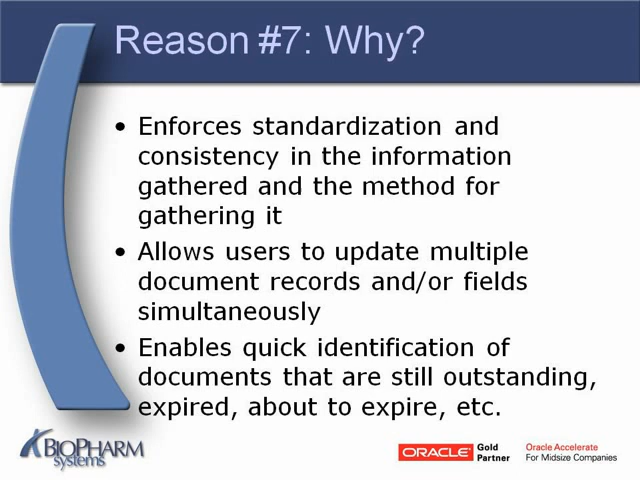 Reason #7: Why?
• Enforces standardization and
consistency in the information
gathered and the method for
gathering it
• Allows users to update multiple
document records and/or fields
simultaneously
• Enables quick identification of
documents that are still outstanding,
expired, about to expire, etc.
BIOPHARM
systems
ORACLE
Gold
Partner
Oracle Accelerate
For Midsize Companies